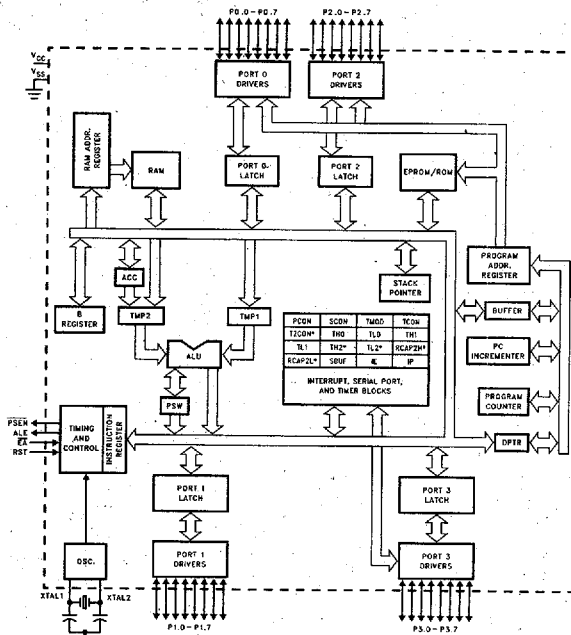 P0.0–P0.7
P2.0–P2.7
VCC
VSS
PORT 0
DRIVERS
PORT 2
DRIVERS
RAM ADDR.
REGISTER
RAM
PORT 0
LATCH
PORT 2
LATCH
EPROM/ROM
PROGRAM
ADDR.
REGISTER
ACC
STACK
POINTER
B
REGISTER
TMP2
TMP1
BUFFER
PCON SCON TMOD TCON
T2CON* TH0 TL0 TH1
TL1 TH2* TL2* RCAP2H*
RCAP2L* SBUF IE IP
INTERRUPT, SERIAL PORT,
AND TIMER BLOCKS
ALU
PC
INCREMENTER
PSW
PROGRAM
COUNTER
PSEN
ALE
EA
RST
TIMING
AND
CONTROL
INSTRUCTION
REGISTER
DPTR
PORT 1
LATCH
PORT 3
LATCH
OSC.
PORT 1
DRIVERS
PORT 3
DRIVERS
XTAL1
XTAL2
P1.0–P1.7
P3.0–P3.7